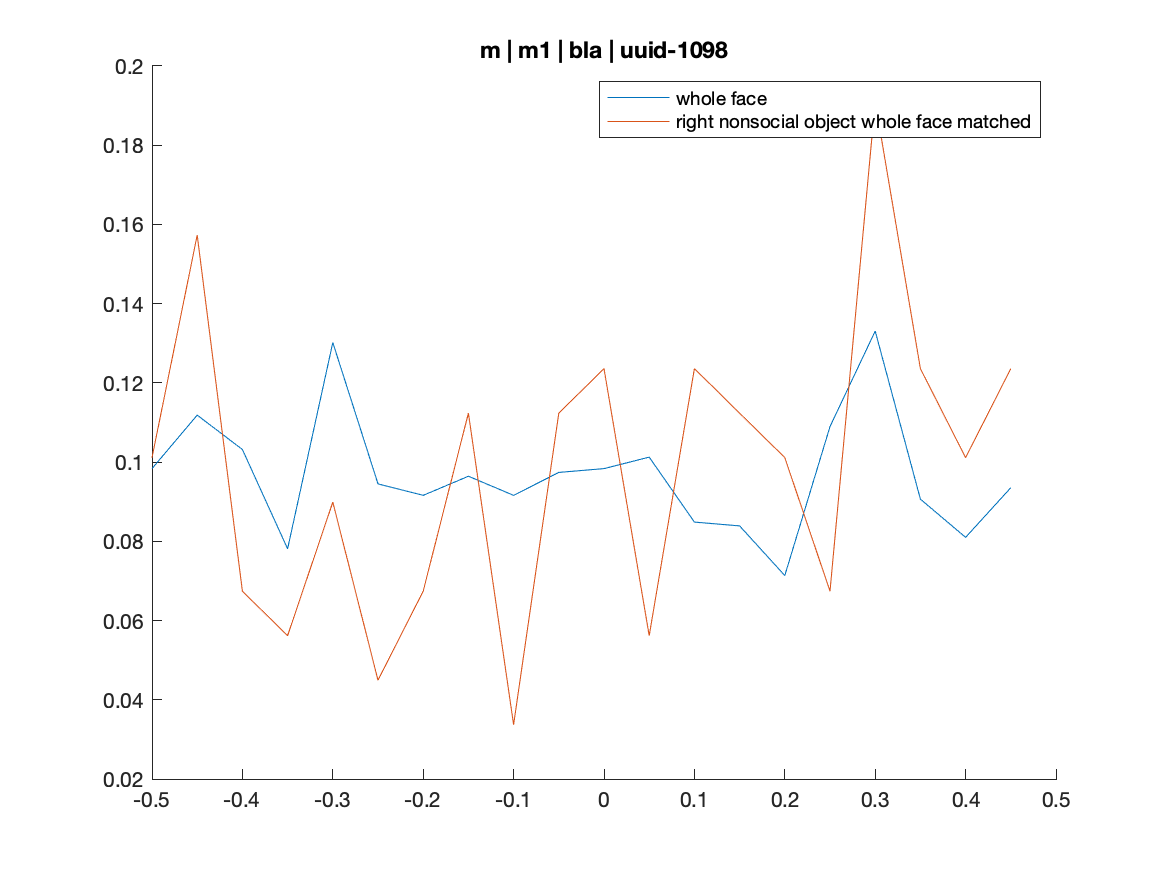 m | m1 | bla | uuid-1098
whole face
right nonsocial object whole face matched
0.2
0.18
0.16
0.14
0.12
0.1
0.08
0.06
0.04
0.02
-0.5 -0.4 -0.3 -0.2 -0.1 0 0.1 0.2 0.3 0.4 0.5